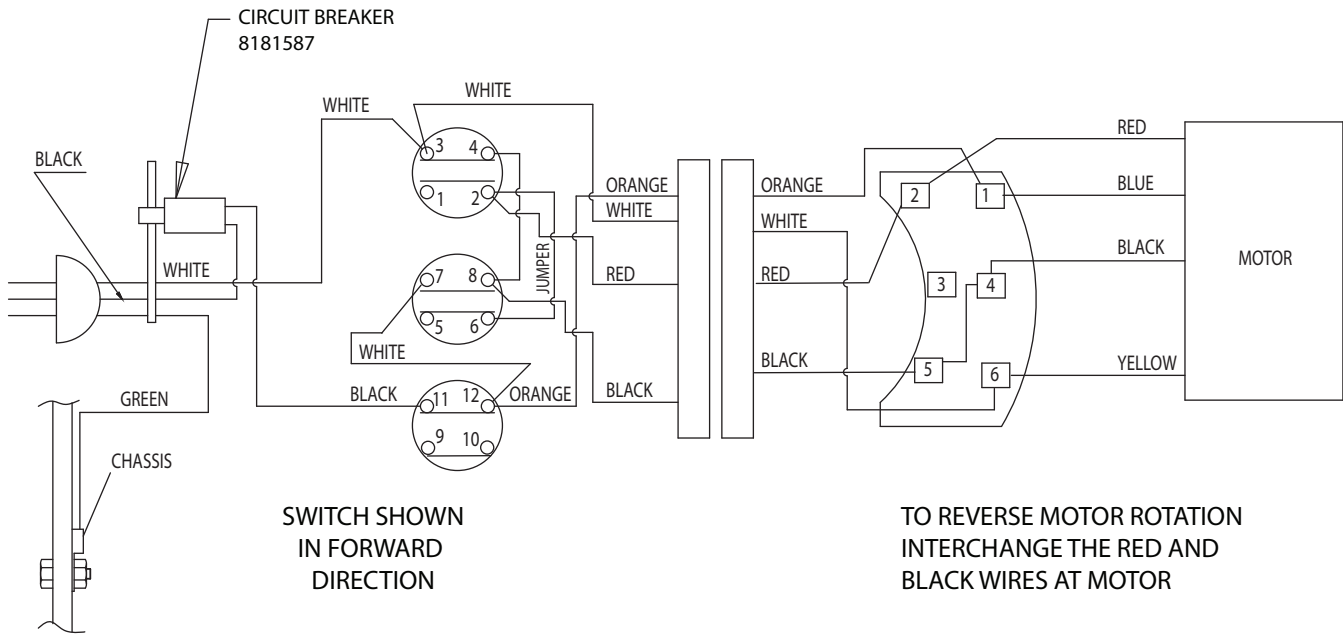 CIRCUIT BREAKER
8181587
BLACK
WHITE
WHITE
WHITE
GREEN
CHASSIS
3 4
1 2
7 8
5 6
JUMPER
WHITE
BLACK
11 12
9 10
ORANGE
ORANGE
WHITE
RED
BLACK
ORANGE
WHITE
RED
BLACK
2 1
3 4
5 6
RED
BLUE
BLACK
YELLOW
MOTOR
SWITCH SHOWN
IN FORWARD
DIRECTION
TO REVERSE MOTOR ROTATION
INTERCHANGE THE RED AND
BLACK WIRES AT MOTOR